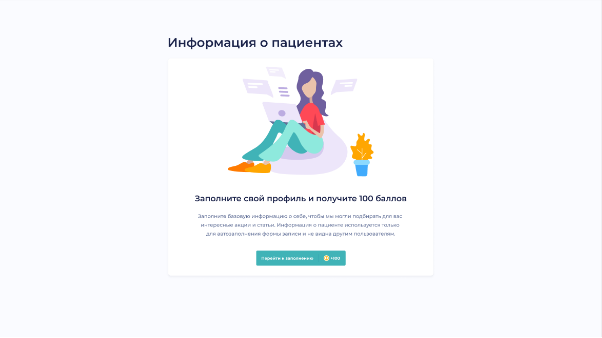 Информация о пациентах
Заполните свой профиль и получите 100 баллов
Заполните базовую информацию о себе, чтобы мы могли подбирать для вас
интересные акции и статьи. Информация о пациенте используется только
для автозаполнения формы записи и не видна другим пользователям.
Перейти к заполнению +100